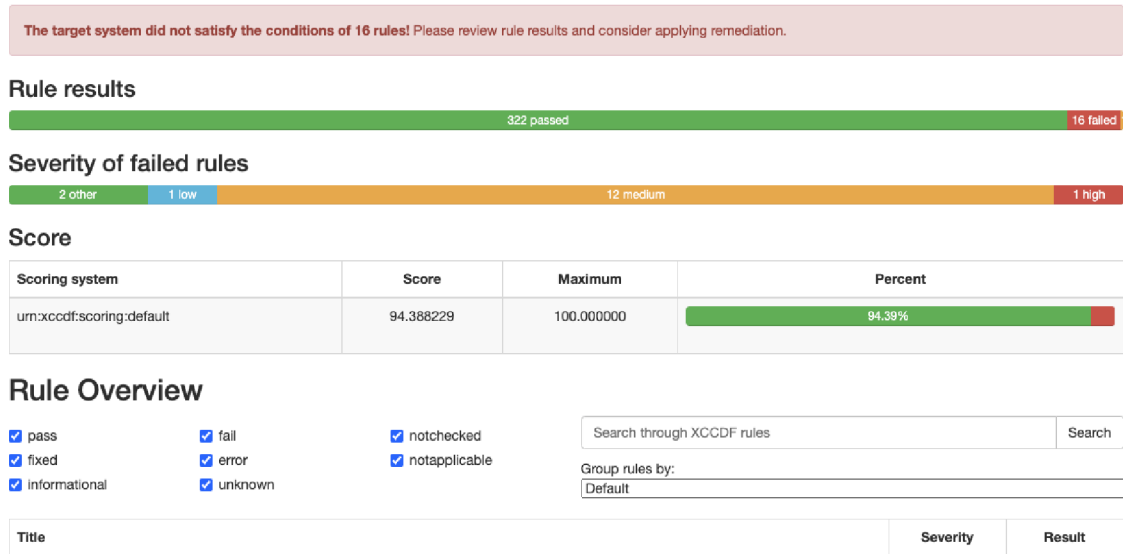 The target system did not satisfy the conditions of 16 rules! Please review rule results and consider applying remediation.
Rule results
322 passed
16 failed
Severity of failed rules
2 other
1 low
12 medium
1 high
Score
Scoring system
Score
Maximum
Percent
urn:xccdf:scoring:default
94.388229
100.000000
94.39%
Rule Overview
pass
fail
notchecked
fixed
error
notapplicable
informational
unknown
Search through XCCDF rules
Search
Group rules by:
Default
Title
Severity
Result